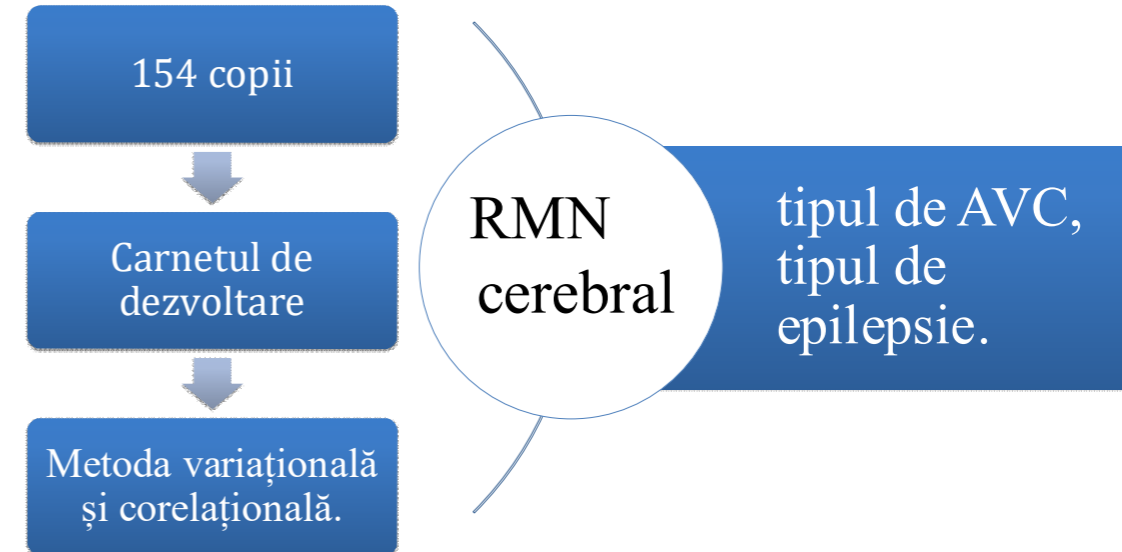 154 copii
Carnetul de
dezvoltare
Metoda variațională
și corelațională.
RMN
cerebral
tipul de AVC,
tipul de
epilepsie.